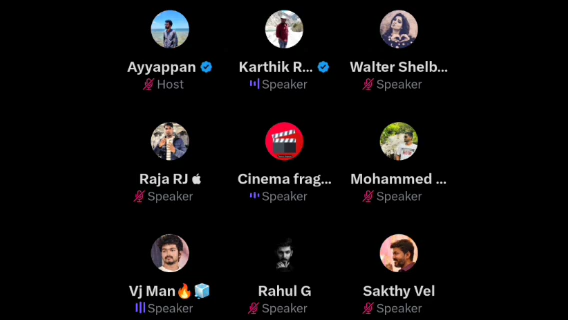 Ayyappan Karthik R... Walter Shelb...
Host Speaker Speaker
Raja RJ Cinema frag... Mohammed ...
Speaker Speaker Speaker
Vj Man🔥🧊 Rahul G Sakthy Vel
Speaker Speaker Speaker